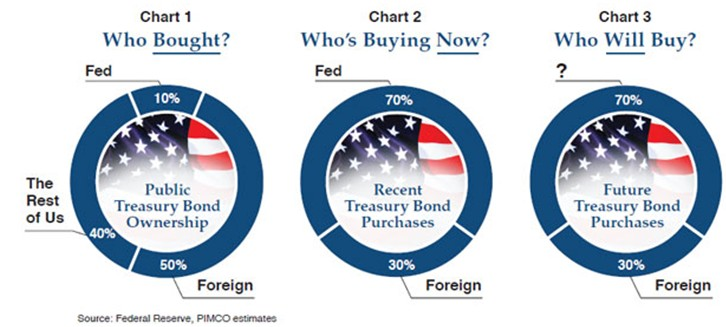 Chart 1
Who Bought?
Fed
10%
The
Rest
of Us
Public
Treasury Bond
Ownership
40%
50%
Foreign
Chart 2
Who's Buying Now?
Fed
70%
Recent
Treasury Bond
Purchases
30%
Foreign
Chart 3
Who Will Buy?
?
70%
Future
Treasury Bond
Purchases
30%
Foreign
Source: Federal Reserve, PIMCO estimates